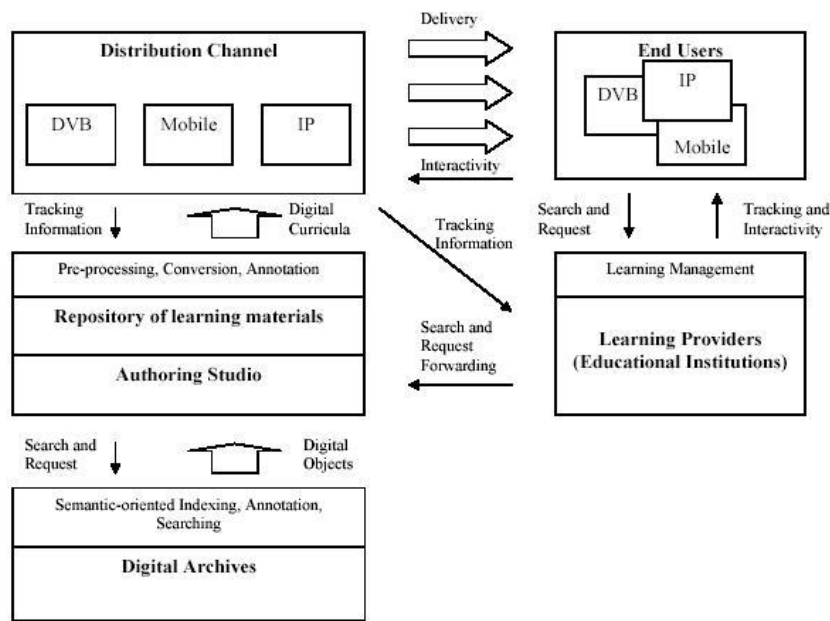 Delivery
Distribution Channel
DVB
Mobile
IP
End Users
DVB
IP
Mobile
Interactivity
Tracking
Information
Digital
Curricula
Tracking
Information
Search and
Request
Tracking and
Interactivity
Pre-processing, Conversion, Annotation
Repository of learning materials
Authoring Studio
Search and
Request
Forwarding
Learning Management
Learning Providers
(Educational Institutions)
Search and
Request
Digital
Objects
Semantic-oriented Indexing, Annotation,
Searching
Digital Archives